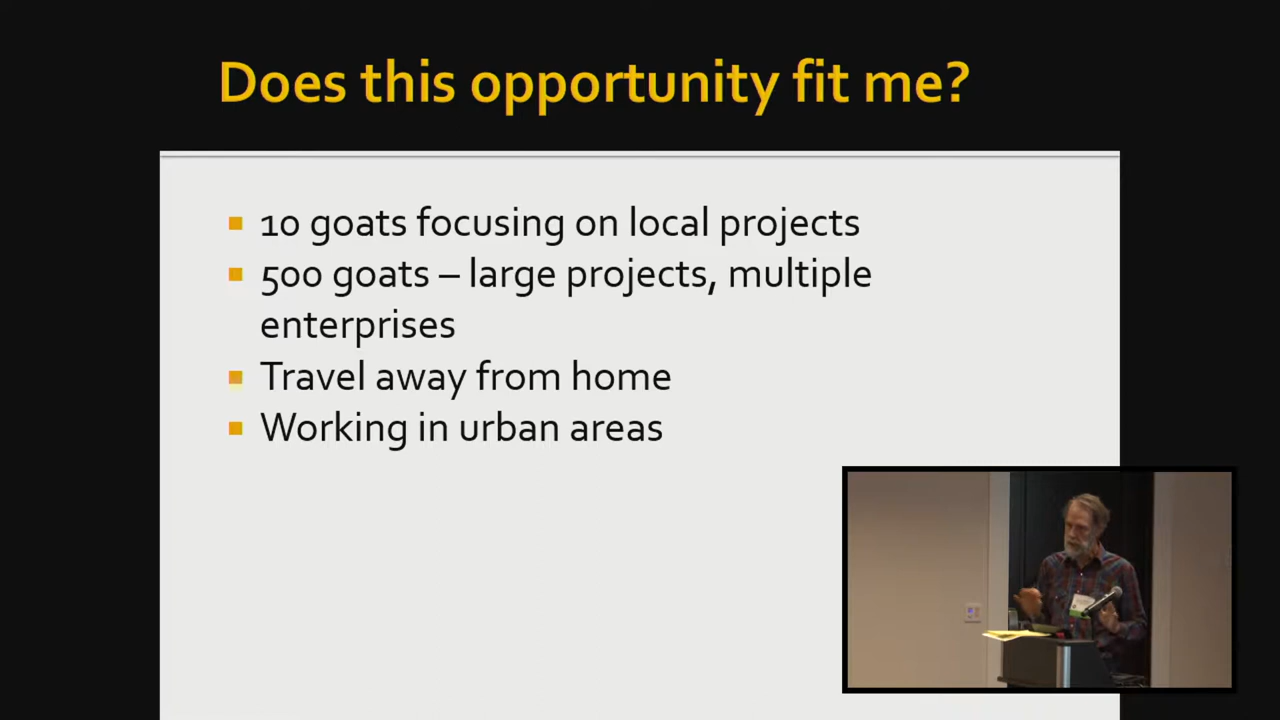 Does this opportunity fit me?
10 goats focusing on local projects
500 goats – large projects, multiple
enterprises
Travel away from home
Working in urban areas